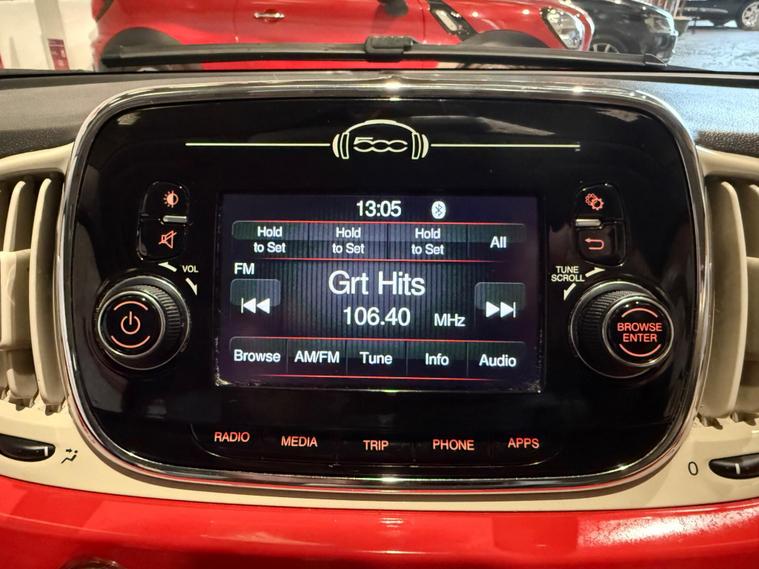 500
13:05
Hold to Set
Hold to Set
Hold to Set
All
VOL
TUNE
SCROLL
FM
Grt Hits
106.40 MHz
BROWSE
ENTER
Browse AM/FM Tune Info Audio
RADIO MEDIA TRIP PHONE APPS
0